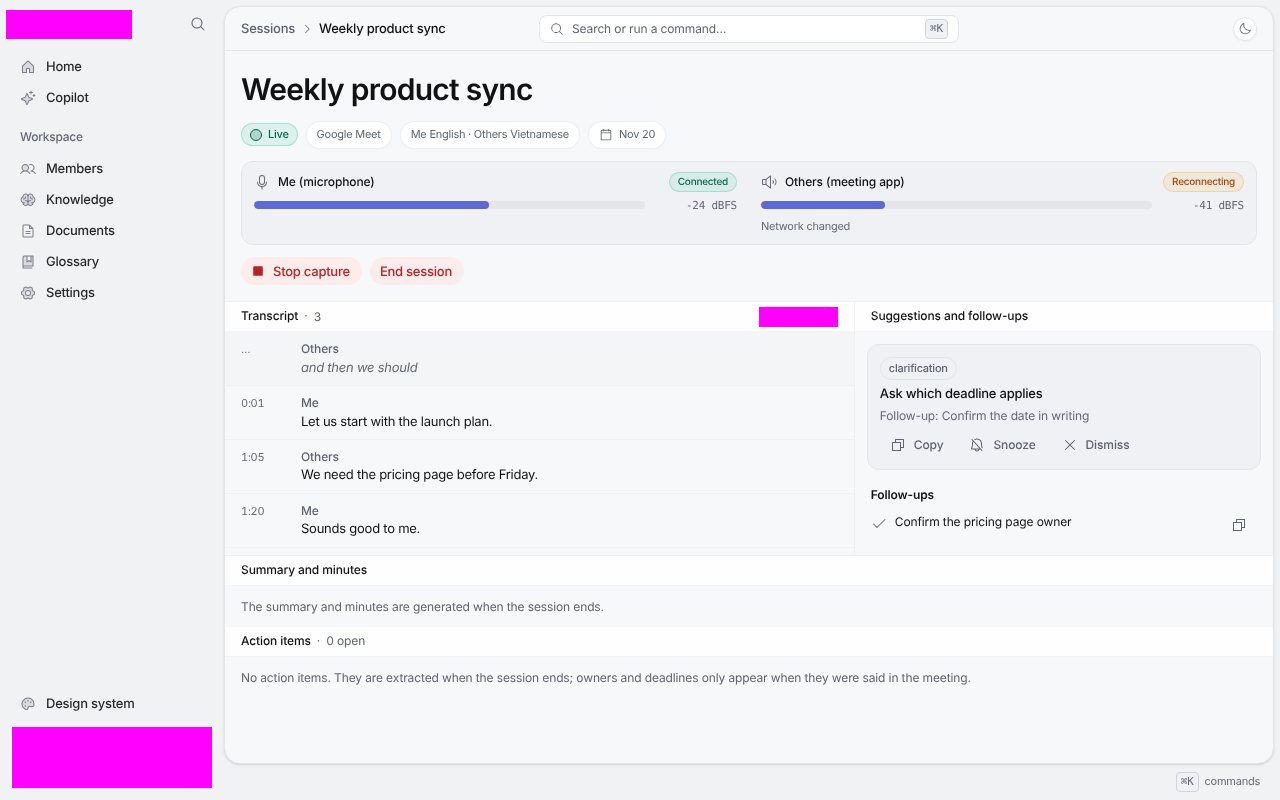 Sessions > Weekly product sync
Search or run a command...
⌘K
Home
Copilot
Workspace
Members
Knowledge
Documents
Glossary
Settings
Design system
Weekly product sync
Live
Google Meet
Me English · Others Vietnamese
Nov 20
Me (microphone)
Connected
-24 dBFS
Others (meeting app)
Reconnecting
-41 dBFS
Network changed
Stop capture
End session
Transcript · 3
...
Others
and then we should
0:01
Me
Let us start with the launch plan.
1:05
Others
We need the pricing page before Friday.
1:20
Me
Sounds good to me.
Suggestions and follow-ups
clarification
Ask which deadline applies
Follow-up: Confirm the date in writing
Copy
Snooze
Dismiss
Follow-ups
Confirm the pricing page owner
Summary and minutes
The summary and minutes are generated when the session ends.
Action items · 0 open
No action items. They are extracted when the session ends; owners and deadlines only appear when they were said in the meeting.
⌘K commands